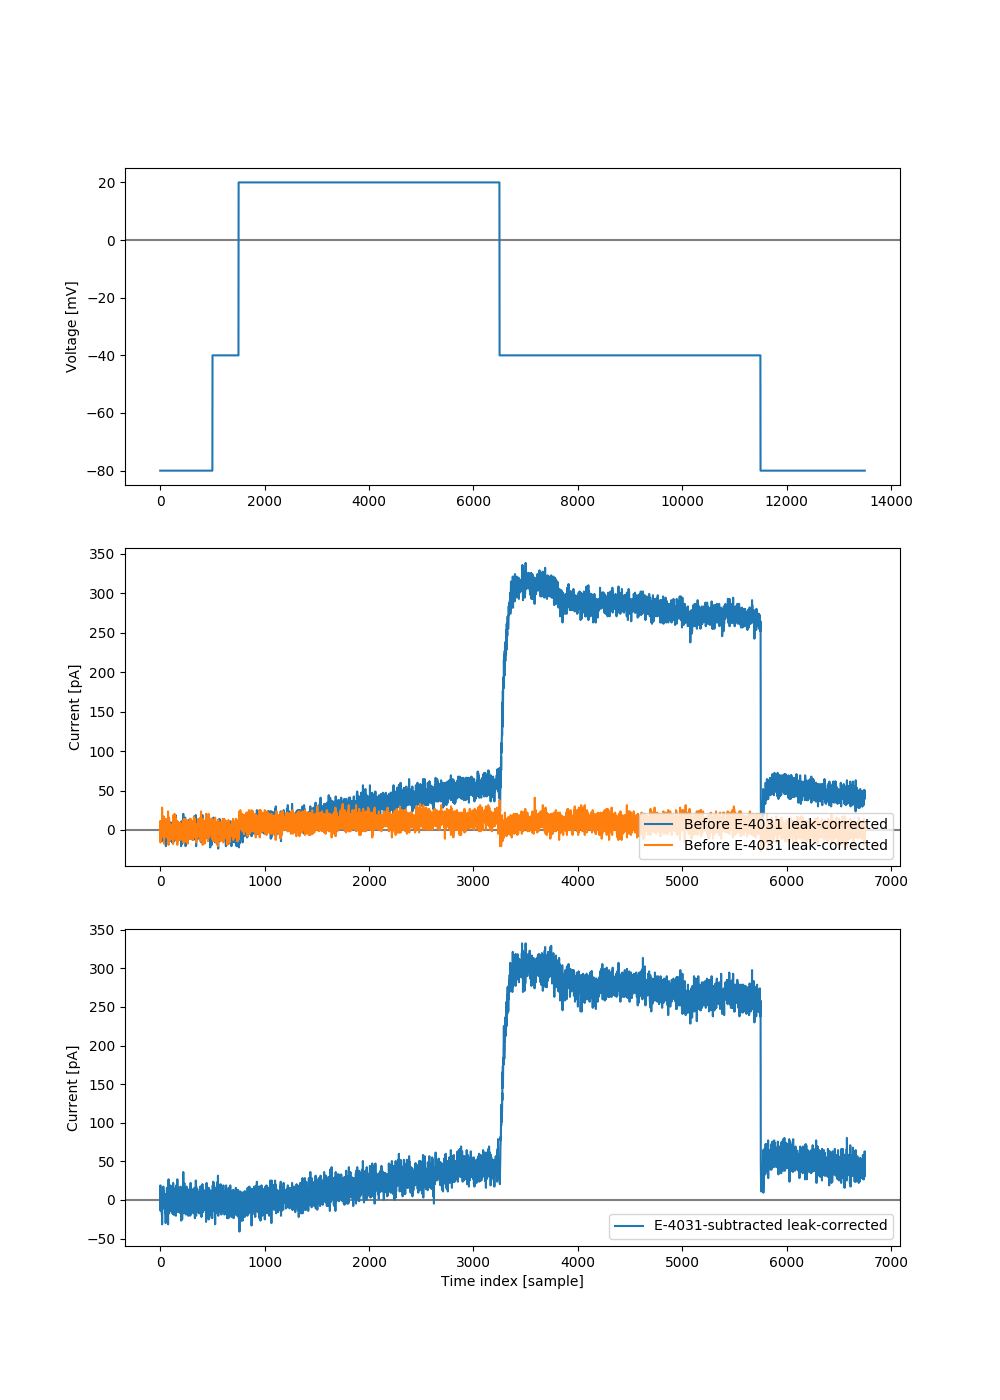 20
0
−20
−40
−60
−80
Voltage [mV]
0 2000 4000 6000 8000 10000 12000 14000
350
300
250
200
150
100
50
0
Current [pA]
Before E-4031 leak-corrected
Before E-4031 leak-corrected
0 1000 2000 3000 4000 5000 6000 7000
350
300
250
200
150
100
50
0
−50
Current [pA]
E-4031-subtracted leak-corrected
0 1000 2000 3000 4000 5000 6000 7000
Time index [sample]